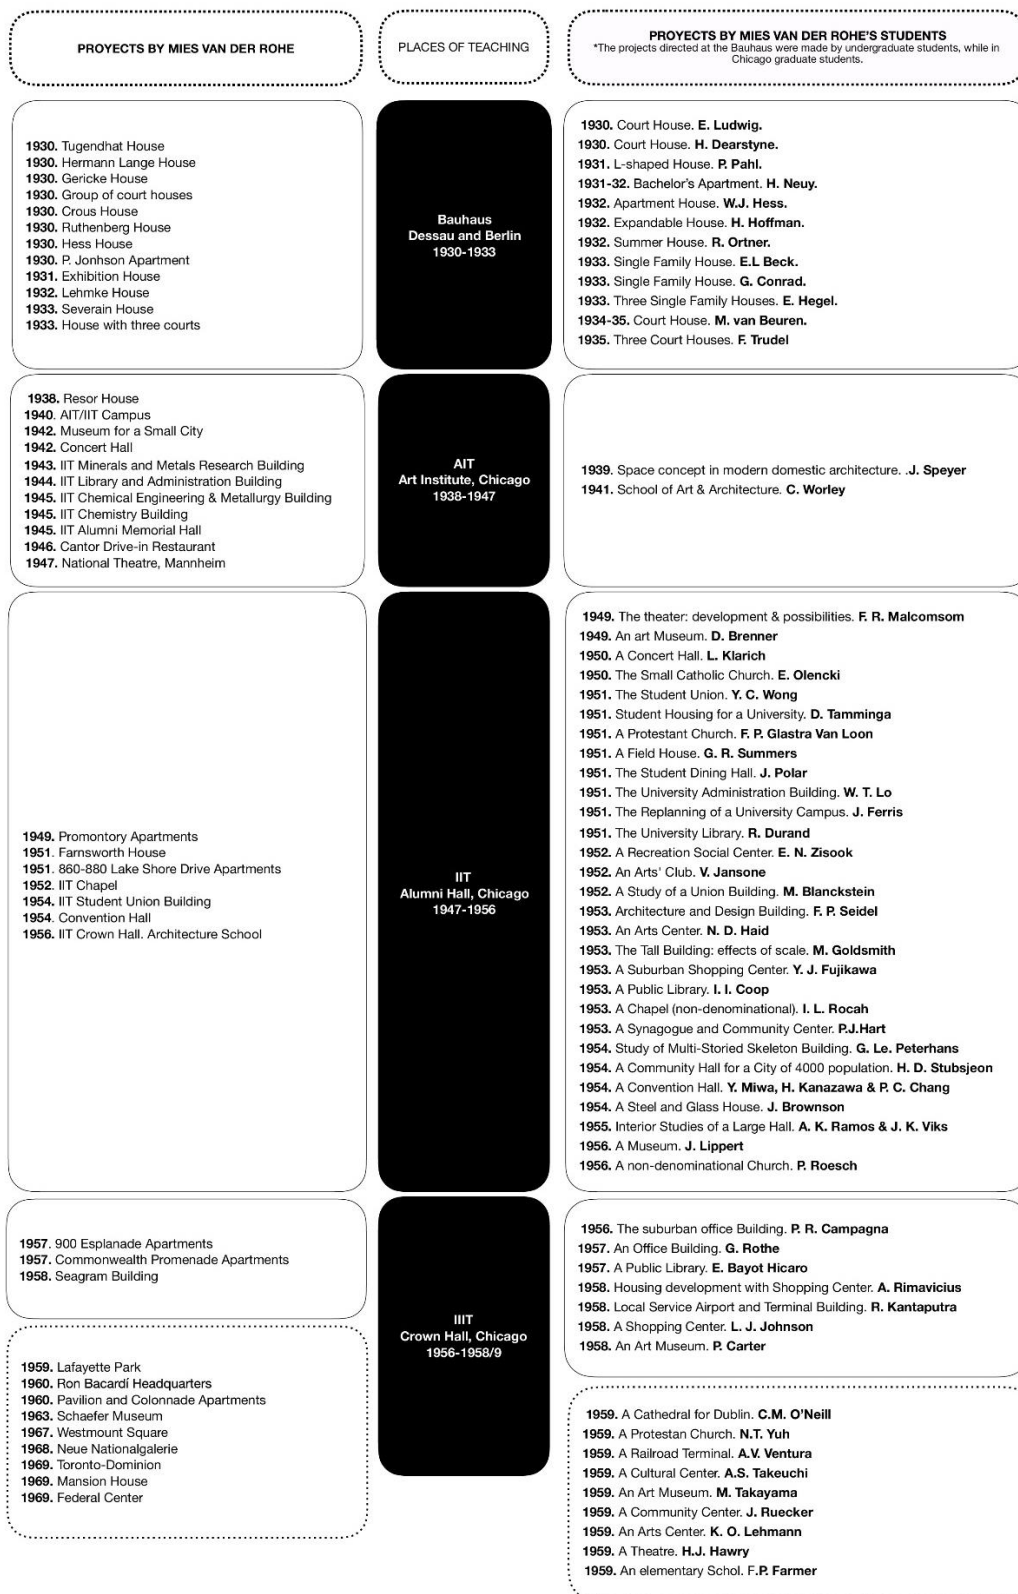 PROYECTS BY MIES VAN DER ROHE
PLACES OF TEACHING
PROYECTS BY MIES VAN DER ROHE'S STUDENTS
*The projects directed at the Bauhaus were made by undergraduate students, while in
Chicago graduate students.
1930. Tugendhat House
1930. Hermann Lange House
1930. Gericke House
1930. Group of court houses
1930. Crous House
1930. Ruthenberg House
1930. Hess House
1930. P. Jonhson Apartment
1931. Exhibition House
1932. Lehmke House
1933. Severain House
1933. House with three courts
Bauhaus
Dessau and Berlin
1930-1933
1930. Court House. E. Ludwig.
1930. Court House. H. Dearstyne.
1931. L-shaped House. P. Pahl.
1931-32. Bachelor's Apartment. H. Neuy.
1932. Apartment House. W.J. Hess.
1932. Expandable House. H. Hoffman.
1932. Summer House. R. Ortner.
1933. Single Family House. E.L Beck.
1933. Single Family House. G. Conrad.
1933. Three Single Family Houses. E. Hegel.
1934-35. Court House. M. van Beuren.
1935. Three Court Houses. F. Trudel
1938. Resor House
1940. AIT/IIT Campus
1942. Museum for a Small City
1942. Concert Hall
1943. IIT Minerals and Metals Research Building
1944. IIT Library and Administration Building
1945. IIT Chemical Engineering & Metallurgy Building
1945. IIT Chemistry Building
1945. IIT Alumni Memorial Hall
1946. Cantor Drive-in Restaurant
1947. National Theatre, Mannheim
AIT
Art Institute, Chicago
1938-1947
1939. Space concept in modern domestic architecture. .J. Speyer
1941. School of Art & Architecture. C. Worley
1949. Promontory Apartments
1951. Farnsworth House
1951. 860-880 Lake Shore Drive Apartments
1952. IIT Chapel
1954. IIT Student Union Building
1954. Convention Hall
1956. IIT Crown Hall. Architecture School
IIT
Alumni Hall, Chicago
1947-1956
1949. The theater: development & possibilities. F. R. Malcomsom
1949. An art Museum. D. Brenner
1950. A Concert Hall. L. Klarich
1950. The Small Catholic Church. E. Olencki
1951. The Student Union. Y. C. Wong
1951. Student Housing for a University. D. Tamminga
1951. A Protestant Church. F. P. Glastra Van Loon
1951. A Field House. G. R. Summers
1951. The Student Dining Hall. J. Polar
1951. The University Administration Building. W. T. Lo
1951. The Replanning of a University Campus. J. Ferris
1951. The University Library. R. Durand
1952. A Recreation Social Center. E. N. Zisook
1952. An Arts' Club. V. Jansone
1952. A Study of a Union Building. M. Blanckstein
1953. Architecture and Design Building. F. P. Seidel
1953. An Arts Center. N. D. Haid
1953. The Tall Building: effects of scale. M. Goldsmith
1953. A Suburban Shopping Center. Y. J. Fujikawa
1953. A Public Library. I. I. Coop
1953. A Chapel (non-denominational). I. L. Rocah
1953. A Synagogue and Community Center. P.J.Hart
1954. Study of Multi-Storied Skeleton Building. G. Le. Peterhans
1954. A Community Hall for a City of 4000 population. H. D. Stubsjeon
1954. A Convention Hall. Y. Miwa, H. Kanazawa & P. C. Chang
1954. A Steel and Glass House. J. Brownson
1955. Interior Studies of a Large Hall. A. K. Ramos & J. K. Viks
1956. A Museum. J. Lippert
1956. A non-denominational Church. P. Roesch
1957. 900 Esplanade Apartments
1957. Commonwealth Promenade Apartments
1958. Seagram Building
1959. Lafayette Park
1960. Ron Bacardí Headquarters
1960. Pavilion and Colonnade Apartments
1963. Schaefer Museum
1967. Westmount Square
1968. Neue Nationalgalerie
1969. Toronto-Dominion
1969. Mansion House
1969. Federal Center
IIIT
Crown Hall, Chicago
1956-1958/9
1956. The suburban office Building. P. R. Campagna
1957. An Office Building. G. Rothe
1957. A Public Library. E. Bayot Hicaro
1958. Housing development with Shopping Center. A. Rimavicius
1958. Local Service Airport and Terminal Building. R. Kantaputra
1958. A Shopping Center. L. J. Johnson
1958. An Art Museum. P. Carter
1959. A Cathedral for Dublin. C.M. O'Neill
1959. A Protestan Church. N.T. Yuh
1959. A Railroad Terminal. A.V. Ventura
1959. A Cultural Center. A.S. Takeuchi
1959. An Art Museum. M. Takayama
1959. A Community Center. J. Ruecker
1959. An Arts Center. K. O. Lehmann
1959. A Theatre. H.J. Hawry
1959. An elementary Schol. F.P. Farmer